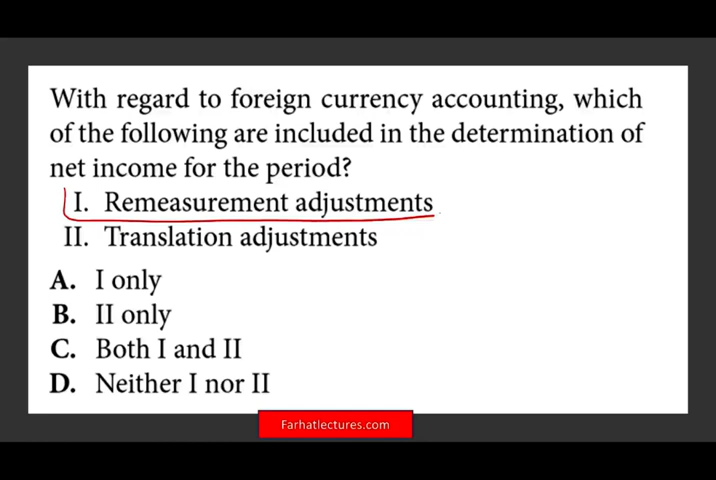 With regard to foreign currency accounting, which
of the following are included in the determination of
net income for the period?
I. Remeasurement adjustments
II. Translation adjustments
A. I only
B. II only
C. Both I and II
D. Neither I nor II
Farhatlectures.com